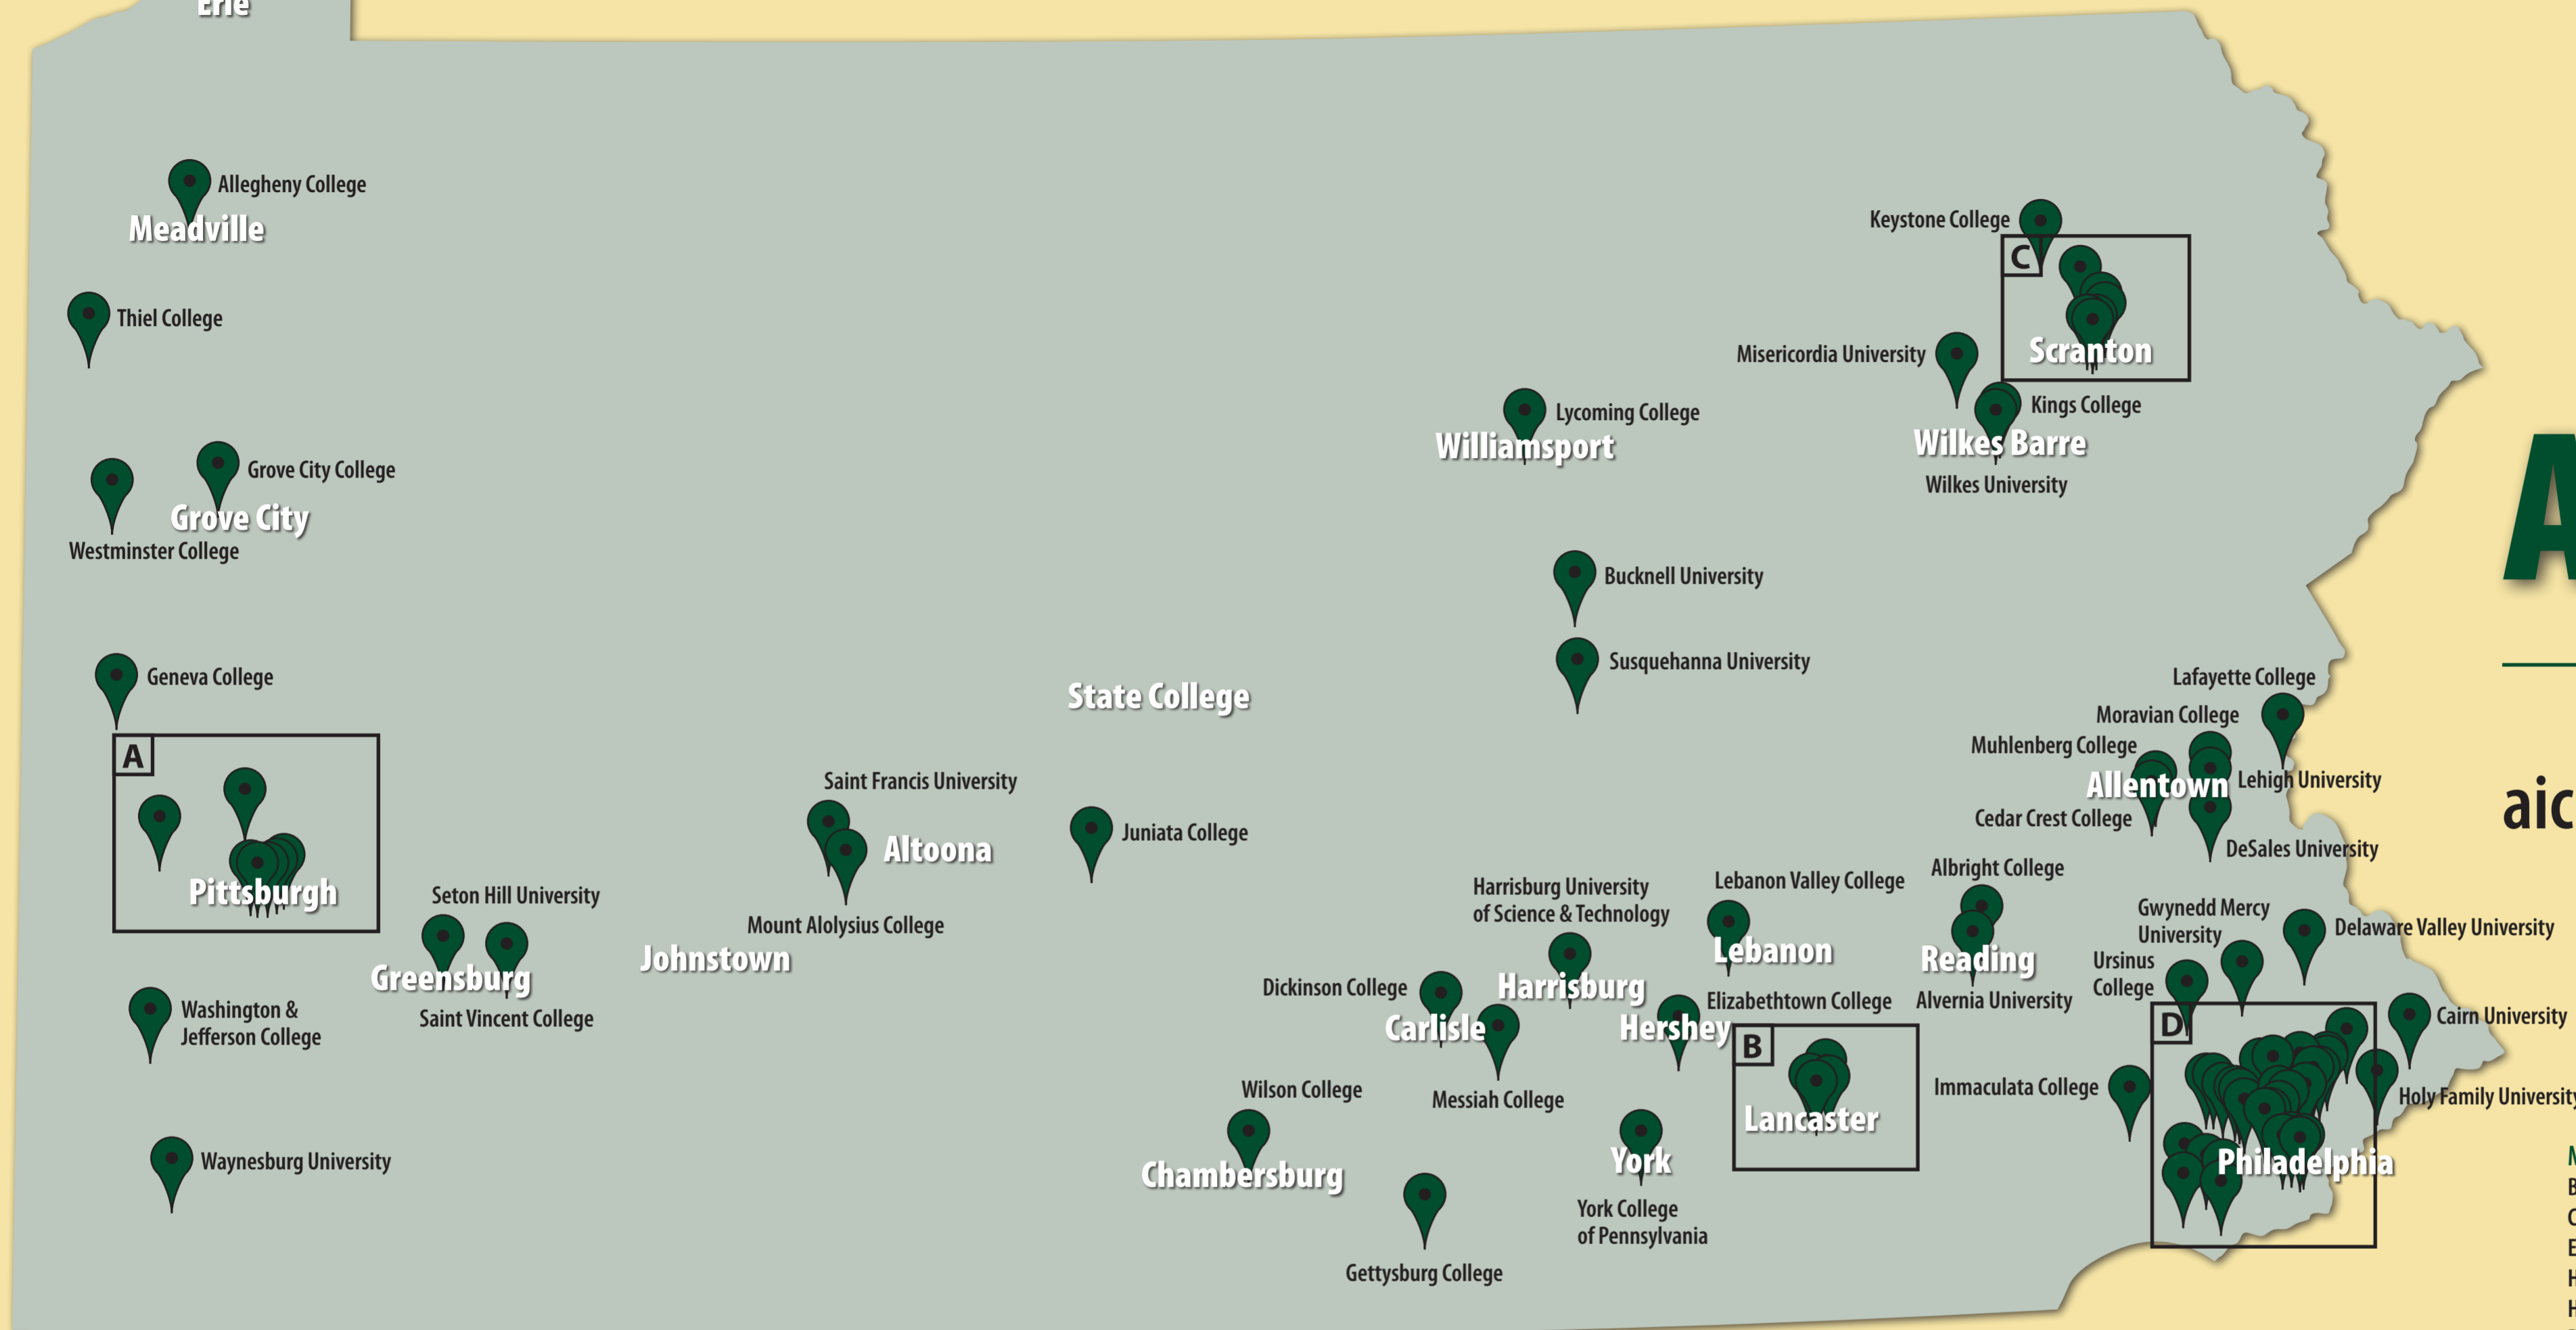 Erie
Allegheny College
Meadville
Thiel College
Grove City College
Grove City
Westminster College
Geneva College
A
Pittsburgh
Seton Hill University
Greensburg
Saint Vincent College
Washington &
Jefferson College
Waynesburg University
Johnstown
Saint Francis University
Altoona
Mount Alolysius College
State College
Juniata College
Keystone College
C
Scranton
Misericordia University
Kings College
Wilkes Barre
Wilkes University
Lycoming College
Williamsport
Bucknell University
Susquehanna University
Lafayette College
Moravian College
Muhlenberg College
Allentown
Lehigh University
Cedar Crest College
DeSales University
Harrisburg University
of Science & Technology
Harrisburg
Lebanon Valley College
Lebanon
Albright College
Reading
Alvernia University
Dickinson College
Carlisle
Messiah College
Elizabethtown College
Hershey
B
Lancaster
Wilson College
Chambersburg
York
York College
of Pennsylvania
Gettysburg College
Gwynedd Mercy
University
Delaware Valley University
Ursinus
College
D
Cairn University
Immaculata College
Holy Family University
Philadelphia
A
aic